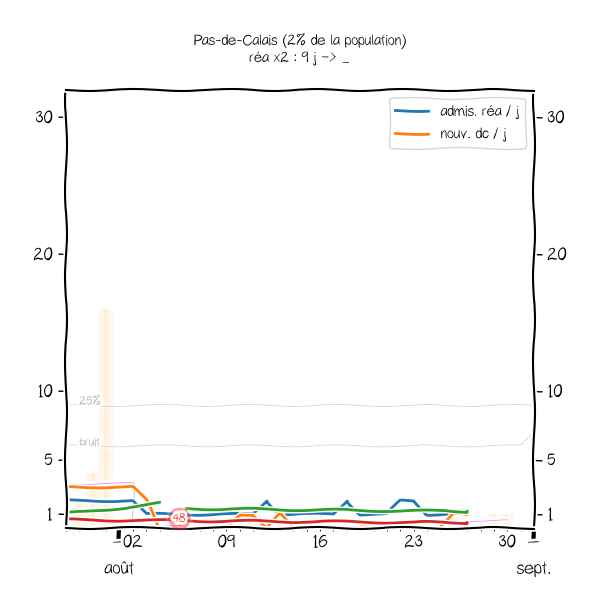 Pas-de-Calais (2% de la population)
réa x2 : 9 j -> _
admis. réa / j
nouv. dc / j
30
30
20
20
10
10
25%
bruit
5
5
1
1
48
02
09
16
23
30
août
sept.